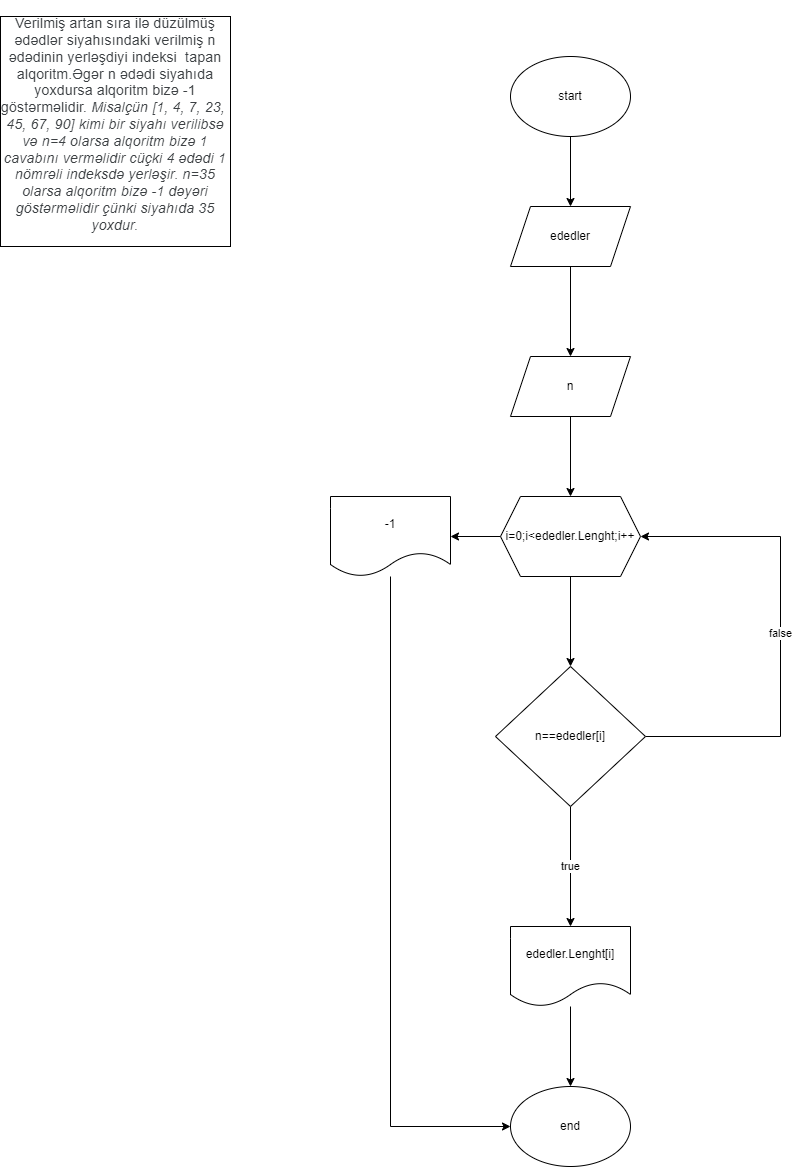 Verilmiş artan sıra ilə düzülmüş
ədədlər siyahısındaki verilmiş n
ədədinin yerləşdiyi indeksi tapan
alqoritm.Əgər n ədədi siyahıda
yoxdursa alqoritm bizə -1
göstərməlidir. Misalçün [1, 4, 7, 23,
45, 67, 90] kimi bir siyahı verilibsə
və n=4 olarsa alqoritm bizə 1
cavabını verməlidir cüçki 4 ədədi 1
nömrəli indeksdə yerləşir. n=35
olarsa alqoritm bizə -1 dəyəri
göstərməlidir çünki siyahıda 35
yoxdur.
start
ededler
n
-1
i=0;i<ededler.Lenght;i++
false
n==ededler[i]
true
ededler.Lenght[i]
end